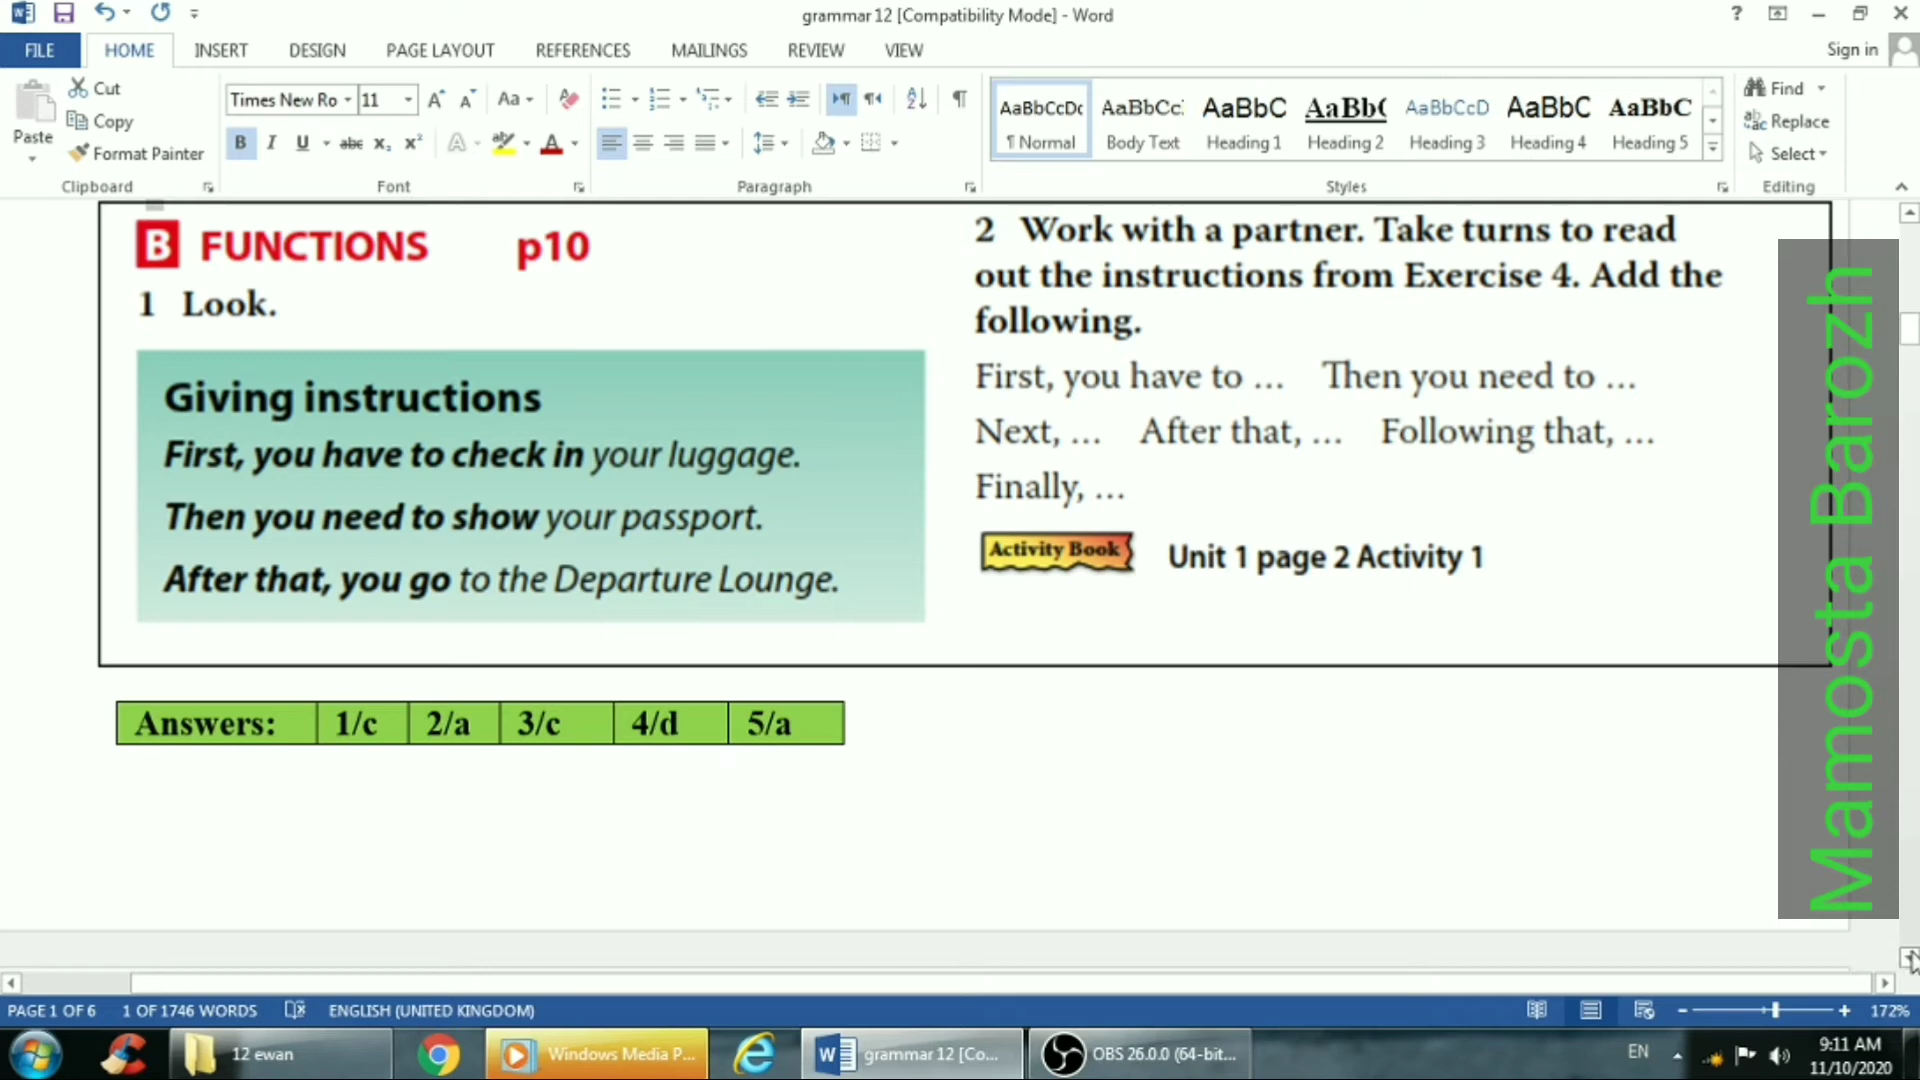 grammar 12 [Compatibility Mode] - Word
FILE HOME INSERT DESIGN PAGE LAYOUT REFERENCES MAILINGS REVIEW VIEW Sign in
Paste
Cut
Copy
Format Painter
Clipboard
Times New Ro 11
Font
Paragraph
AaBbCcDc AaBbCc AaBbC AaBb( AaBbCcD AaBbC AaBbC
¶ Normal Body Text Heading 1 Heading 2 Heading 3 Heading 4 Heading 5
Styles
Find
Replace
Select
Editing
B FUNCTIONS p10
1 Look.
Giving instructions
First, you have to check in your luggage.
Then you need to show your passport.
After that, you go to the Departure Lounge.
2 Work with a partner. Take turns to read
out the instructions from Exercise 4. Add the
following.
First, you have to … Then you need to …
Next, … After that, … Following that, …
Finally, …
Activity Book Unit 1 page 2 Activity 1
Answers: 1/c 2/a 3/c 4/d 5/a
Mamosta Barozh
PAGE 1 OF 6 1 OF 1746 WORDS ENGLISH (UNITED KINGDOM) 172%
12 ewan
Windows Media P...
grammar 12 [Co...
OBS 26.0.0 (64-bit...
EN
9:11 AM
11/10/2020